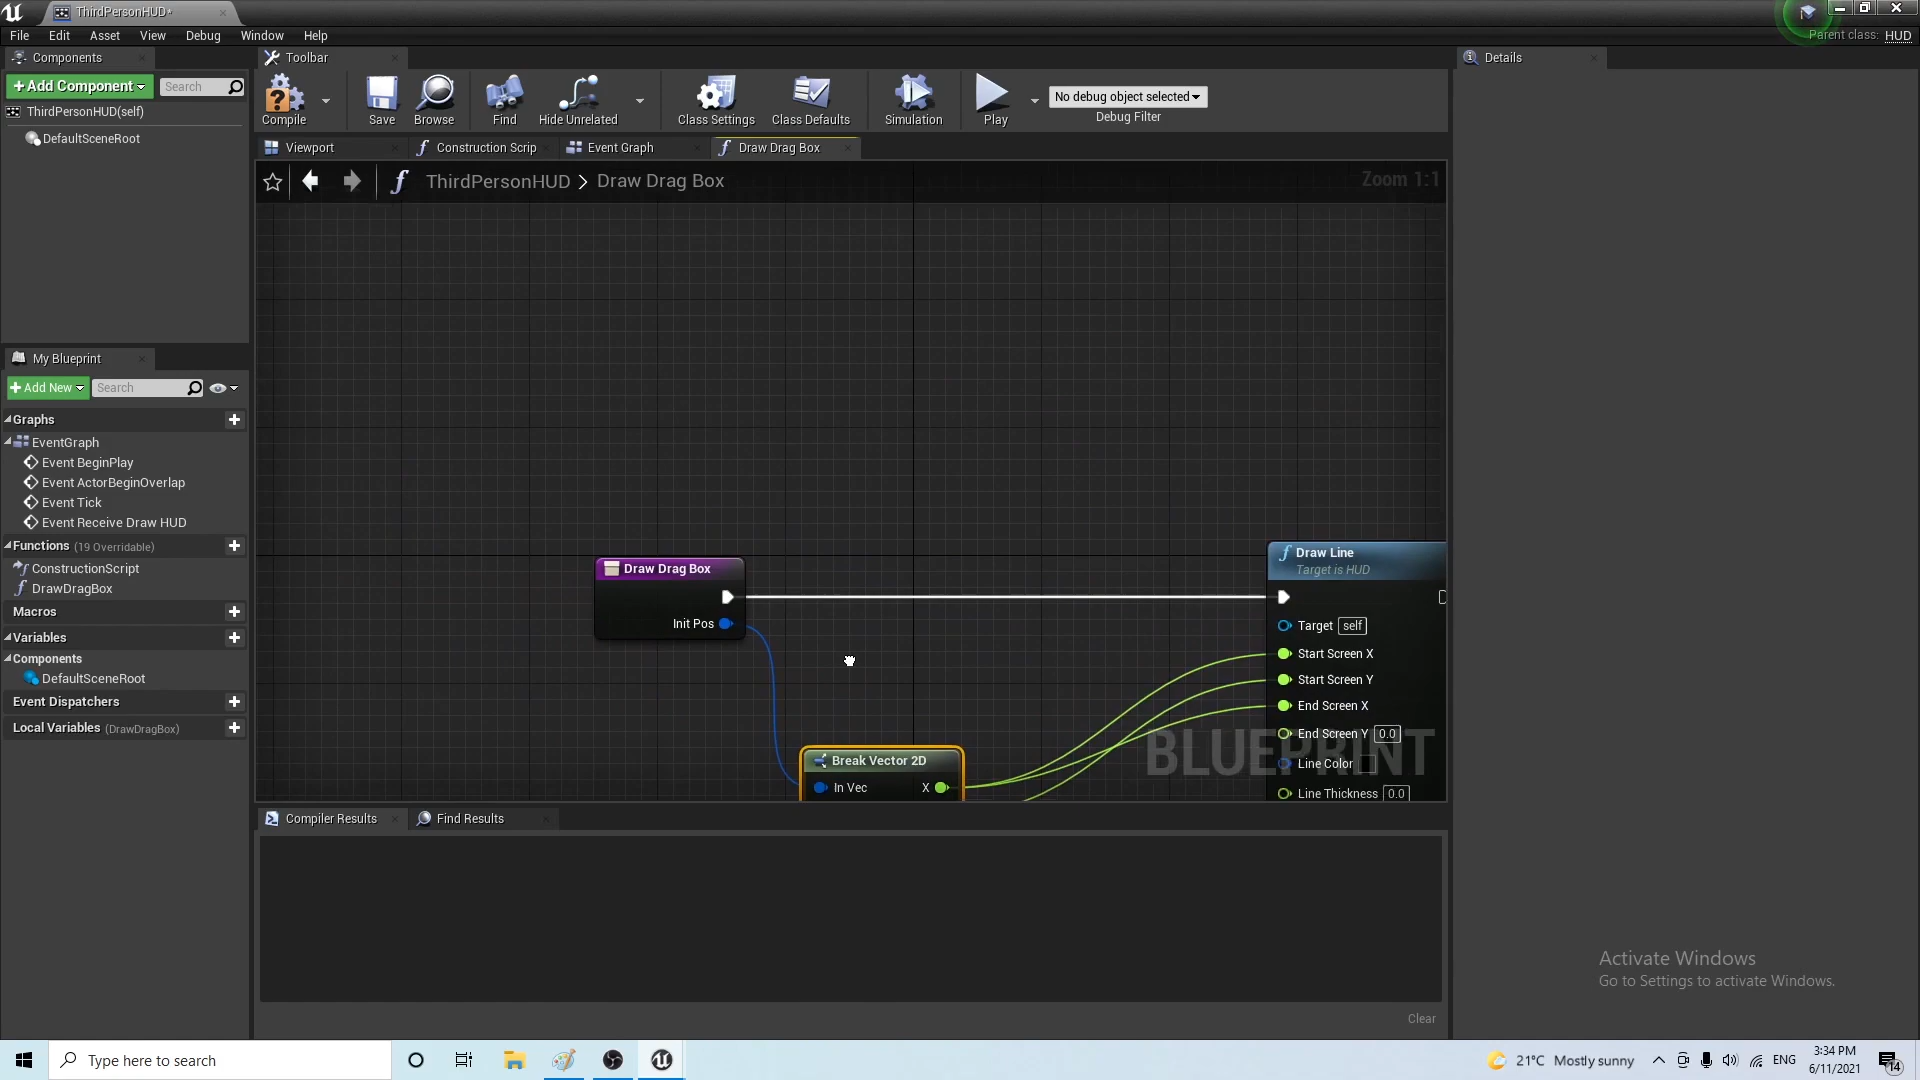 ThirdPersonHUD*
File Edit Asset View Debug Window Help
Parent class: HUD
Components
Toolbar
Details
+Add Component
Search
ThirdPersonHUD(self)
DefaultSceneRoot
Compile
Save
Browse
Find
Hide Unrelated
Class Settings
Class Defaults
Simulation
Play
No debug object selected
Debug Filter
Viewport
Construction Scrip
Event Graph
Draw Drag Box
ThirdPersonHUD > Draw Drag Box
Zoom 1:1
My Blueprint
+Add New
Search
Graphs
EventGraph
Event BeginPlay
Event ActorBeginOverlap
Event Tick
Event Receive Draw HUD
Functions (19 Overridable)
ConstructionScript
DrawDragBox
Macros
Variables
Components
DefaultSceneRoot
Event Dispatchers
Local Variables (DrawDragBox)
Draw Drag Box
Init Pos
Break Vector 2D
In Vec X
Draw Line
Target is HUD
Target self
Start Screen X
Start Screen Y
End Screen X
End Screen Y 0.0
Line Color
Line Thickness 0.0
BLUEPRINT
Compiler Results
Find Results
Clear
Activate Windows
Go to Settings to activate Windows.
Type here to search
21°C Mostly sunny
ENG
3:34 PM
6/11/2021
14